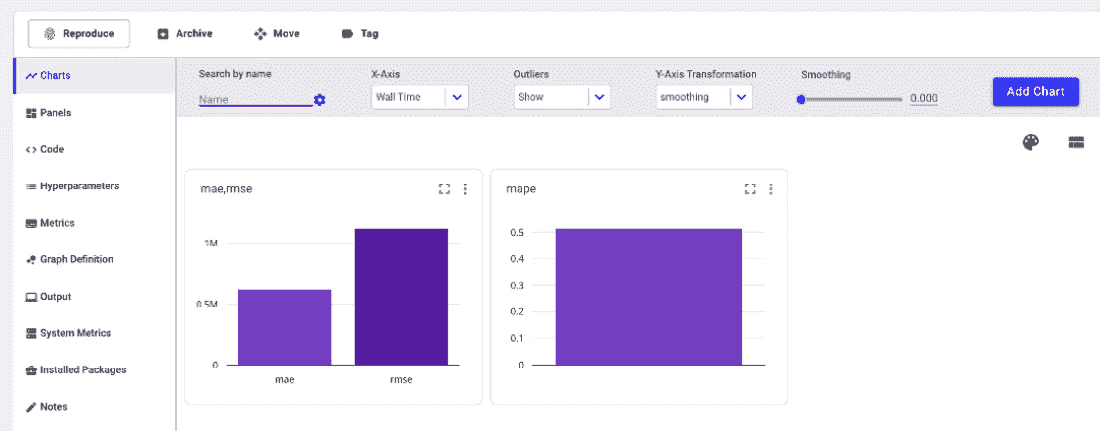 Reproduce Archive Move Tag
Charts
Panels
Code
Hyperparameters
Metrics
Graph Definition
Output
System Metrics
Installed Packages
Notes
Search by name X-Axis Outliers Y-Axis Transformation Smoothing
Name Wall Time Show smoothing 0.000 Add Chart
mae,rmse
1M
0.5M
0
mae rmse
mape
0.5
0.4
0.3
0.2
0.1
0